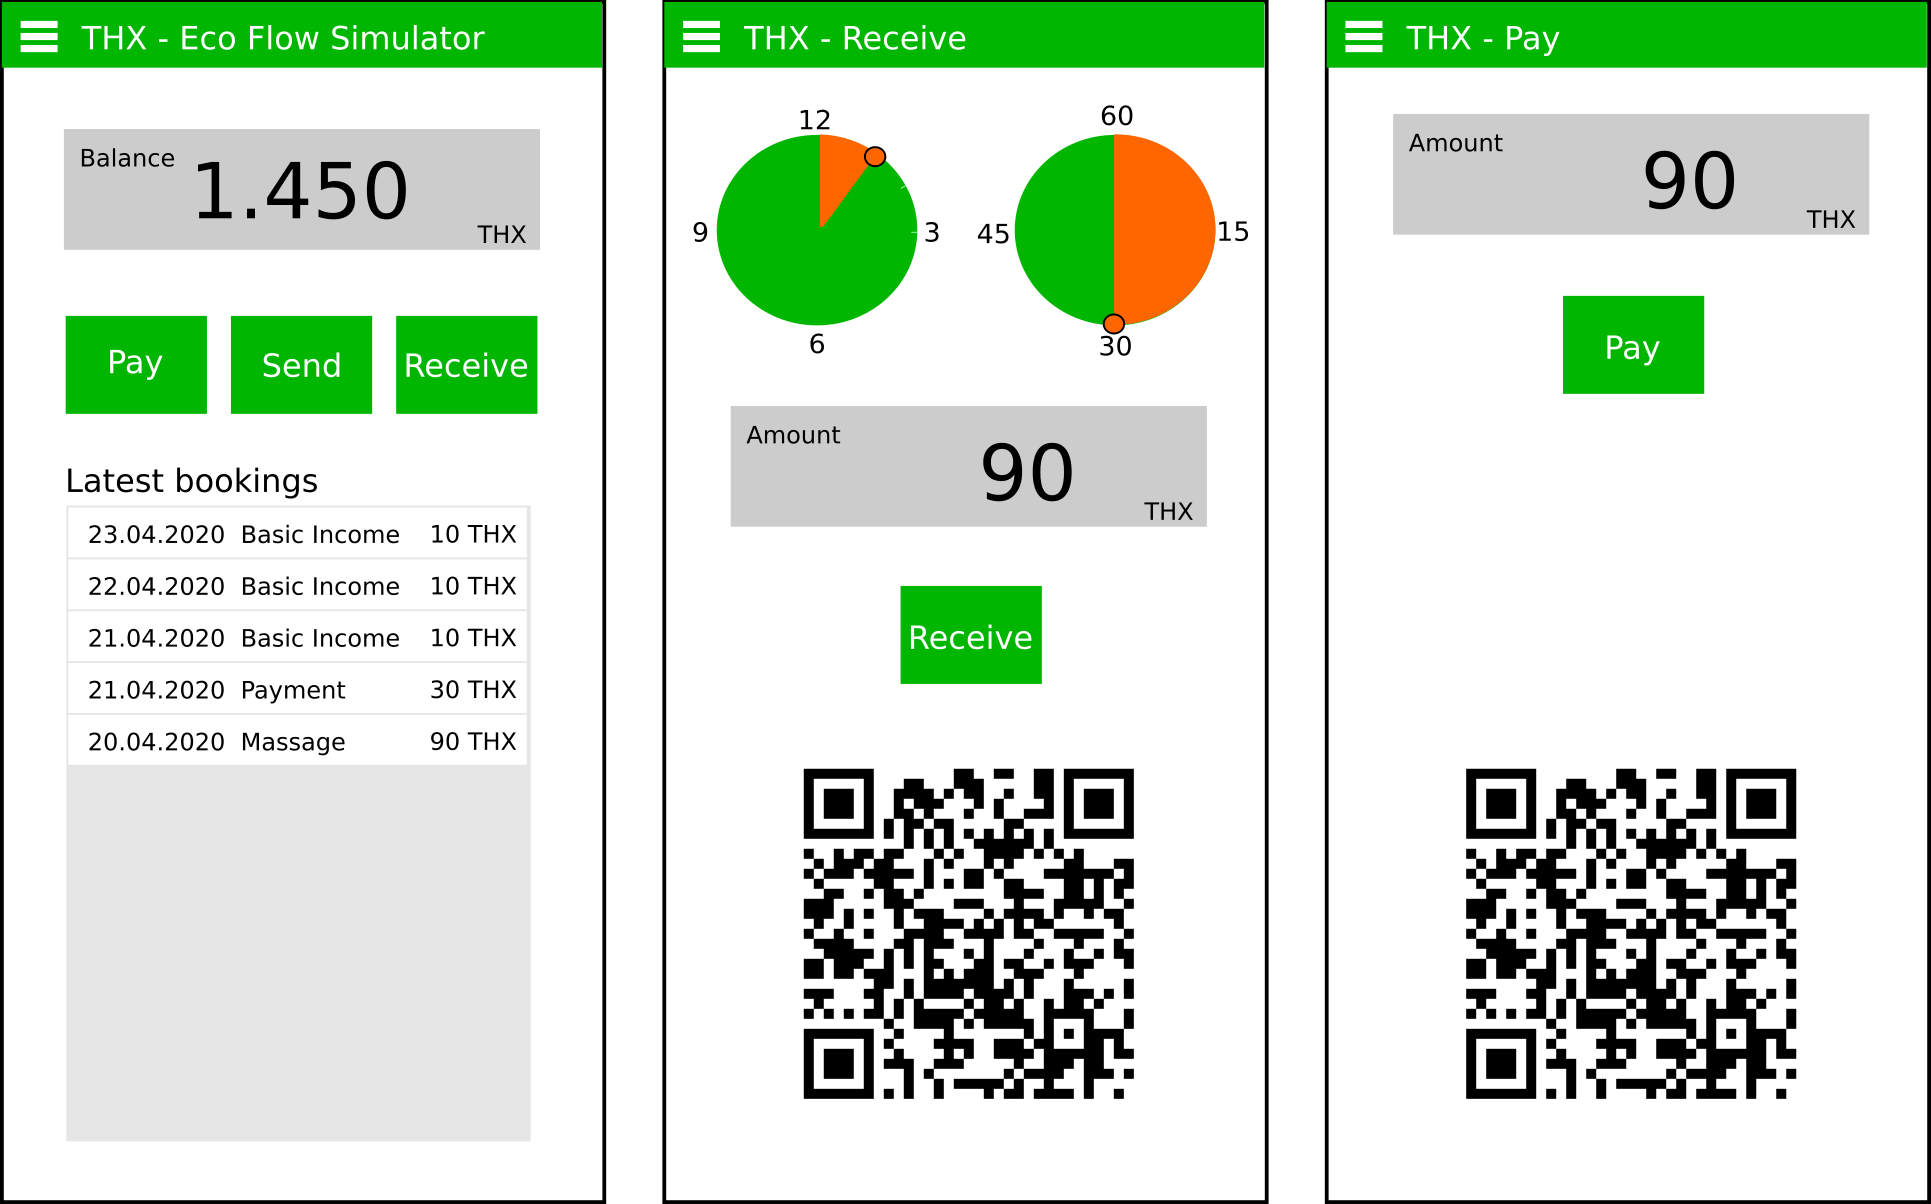 THX - Eco Flow Simulator
Balance
1.450
THX
Pay
Send
Receive
Latest bookings
23.04.2020 Basic Income 10 THX
22.04.2020 Basic Income 10 THX
21.04.2020 Basic Income 10 THX
21.04.2020 Payment 30 THX
20.04.2020 Massage 90 THX
THX - Receive
12
9
3
6
60
45
15
30
Amount
90
THX
Receive
THX - Pay
Amount
90
THX
Pay